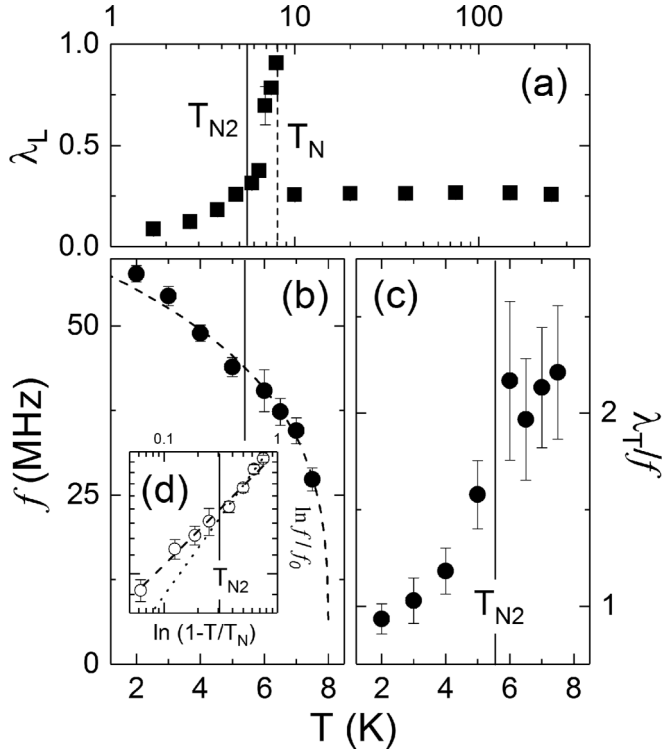 1 10 100
1.0
0.5
0.0
λL
TN2
TN
(a)
50
25
0
f (MHz)
(b)
(c)
2
1
λT/f
0.1 1
(d)
TN2
ln f / f0
ln (1-T/TN)
TN2
2 4 6 8 2 4 6 8
T (K)